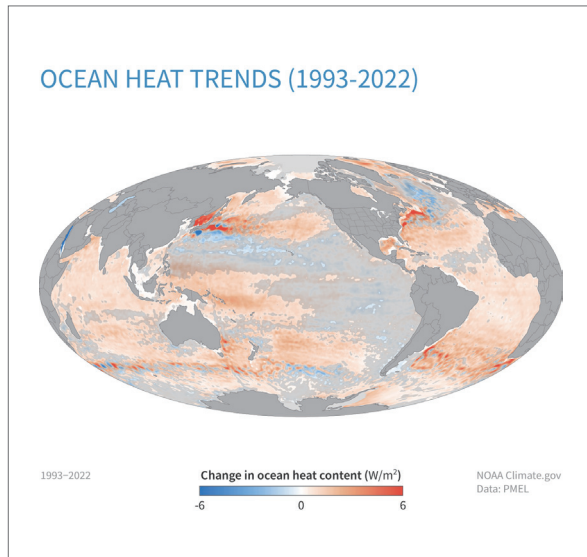 OCEAN HEAT TRENDS (1993-2022)
1993–2022
Change in ocean heat content (W/m²)
-6 0 6
NOAA Climate.gov
Data: PMEL